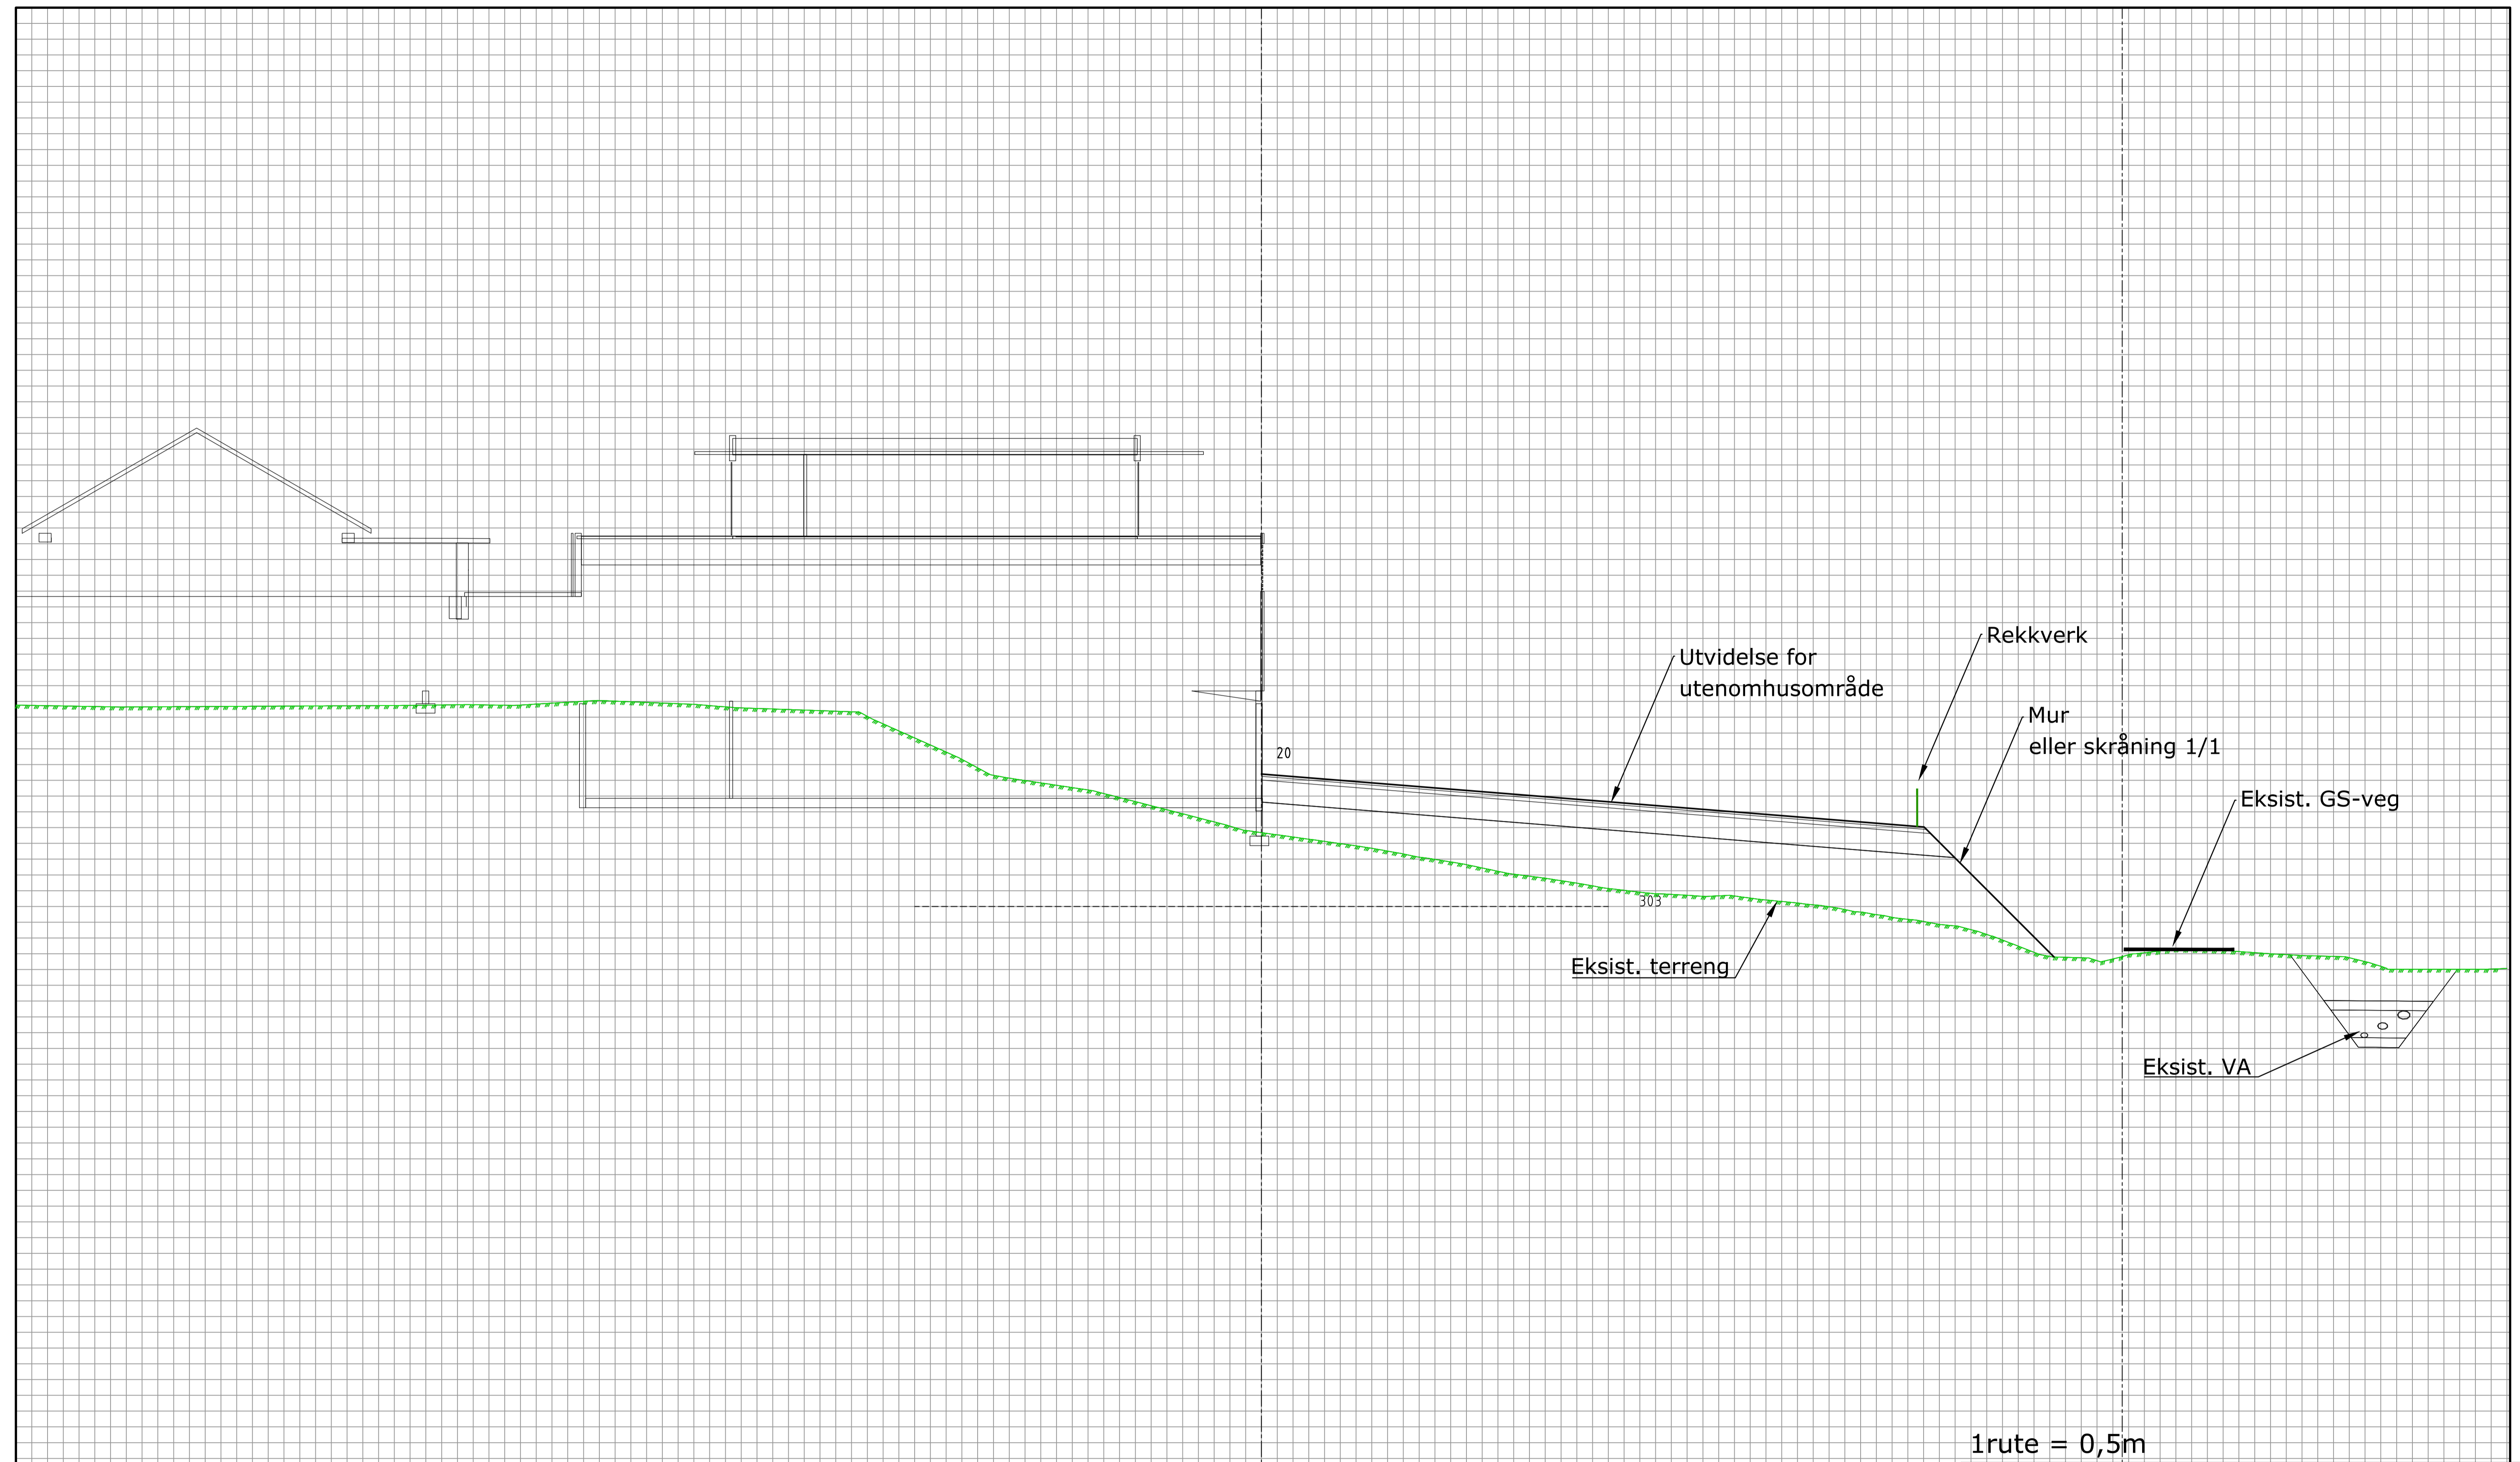 Rekkverk
Utvidelse for
utenomhusområde
Mur
eller skråning 1/1
20
Eksist. GS-veg
303
Eksist. terreng
Eksist. VA
1rute = 0,5m